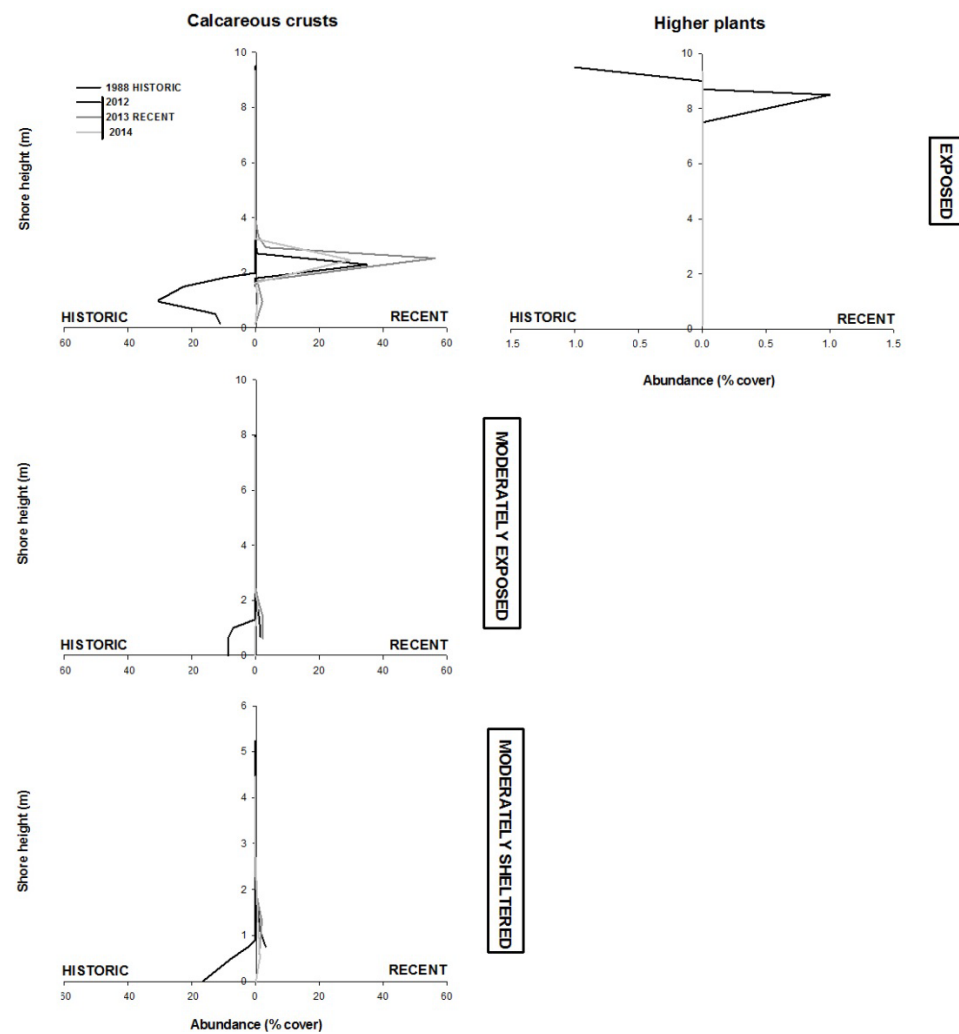 Calcareous crusts
Higher plants
10
8
6
4
2
0
Shore height (m)
1988 HISTORIC
2012
2013 RECENT
2014
HISTORIC
RECENT
60
40
20
0
20
40
60
10
8
6
4
2
0
Shore height (m)
HISTORIC
RECENT
1.5
1.0
0.5
0.0
0.5
1.0
1.5
Abundance (% cover)
EXPOSED
10
8
6
4
2
0
Shore height (m)
HISTORIC
RECENT
60
40
20
0
20
40
60
MODERATELY EXPOSED
6
5
4
3
2
1
0
Shore height (m)
HISTORIC
RECENT
60
40
20
0
20
40
60
Abundance (% cover)
MODERATELY SHELTERED